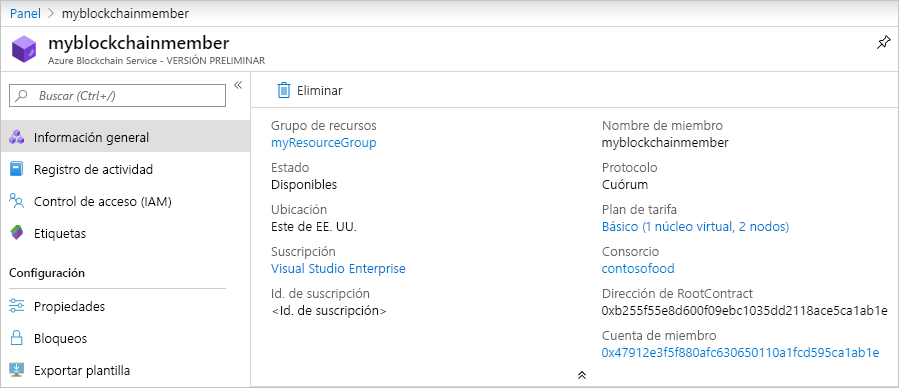 Panel > myblockchainmember
myblockchainmember
Azure Blockchain Service - VERSIÓN PRELIMINAR
Buscar (Ctrl+/)
«
Información general
Registro de actividad
Control de acceso (IAM)
Etiquetas
Configuración
Propiedades
Bloqueos
Exportar plantilla
Eliminar
Grupo de recursos
myResourceGroup
Estado
Disponibles
Ubicación
Este de EE. UU.
Suscripción
Visual Studio Enterprise
Id. de suscripción
<Id. de suscripción>
Nombre de miembro
myblockchainmember
Protocolo
Cuórum
Plan de tarifa
Básico (1 núcleo virtual, 2 nodos)
Consorcio
contosofood
Dirección de RootContract
0xb255f55e8d600f09ebc1035dd2118ace5ca1ab1e
Cuenta de miembro
0x47912e3f5f880afc630650110a1fcd595ca1ab1e